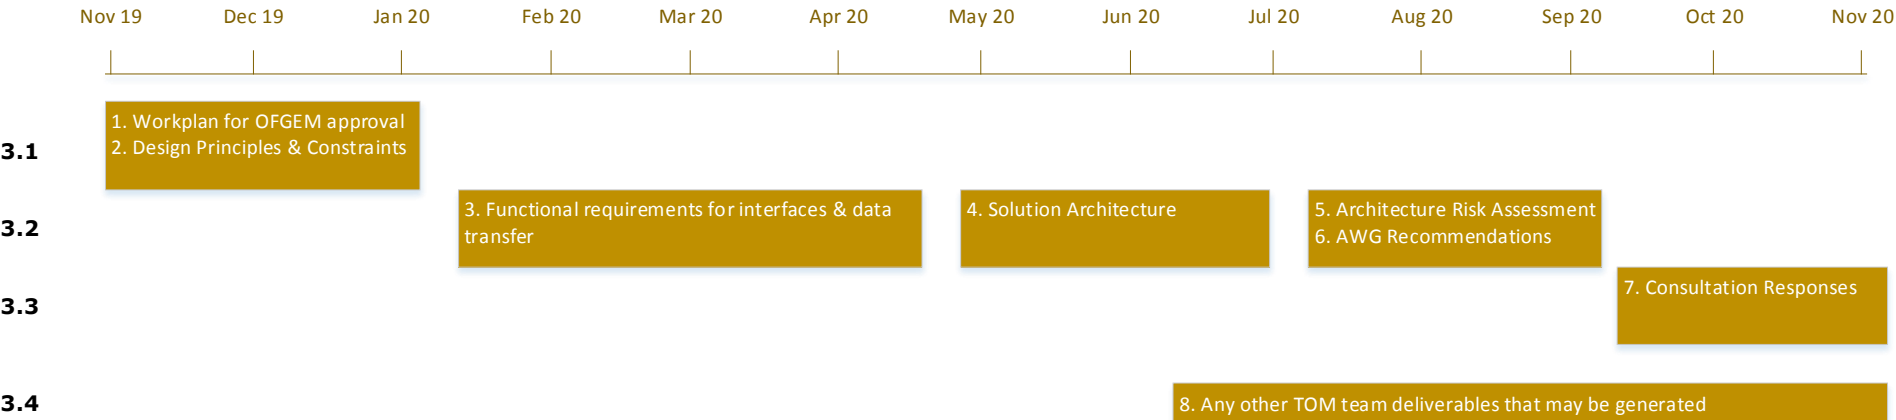 Nov 19 Dec 19 Jan 20 Feb 20 Mar 20 Apr 20 May 20 Jun 20 Jul 20 Aug 20 Sep 20 Oct 20 Nov 20
3.1
1. Workplan for OFGEM approval
2. Design Principles & Constraints
3.2
3. Functional requirements for interfaces & data
transfer
4. Solution Architecture
5. Architecture Risk Assessment
6. AWG Recommendations
3.3
7. Consultation Responses
3.4
8. Any other TOM team deliverables that may be generated